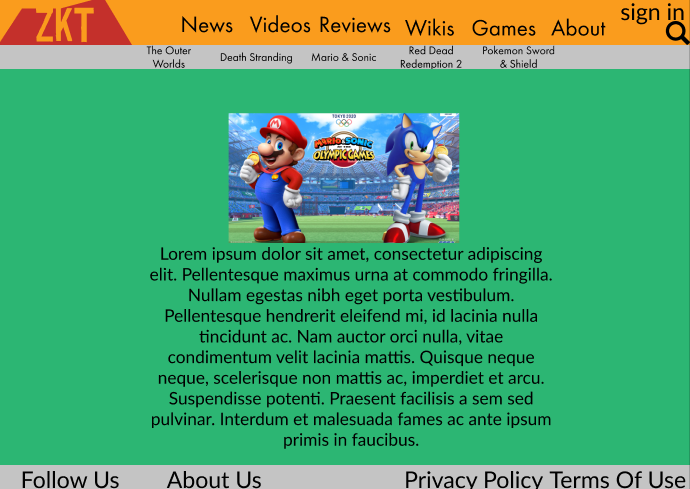 ZKT
News Videos Reviews Wikis Games About
sign in
The Outer Worlds
Death Stranding
Mario & Sonic
Red Dead Redemption 2
Pokemon Sword & Shield
TOKYO 2020
MARIO & SONIC
OLYMPIC GAMES
Lorem ipsum dolor sit amet, consectetur adipiscing
elit. Pellentesque maximus urna at commodo fringilla.
Nullam egestas nibh eget porta vestibulum.
Pellentesque hendrerit eleifend mi, id lacinia nulla
tincidunt ac. Nam auctor orci nulla, vitae
condimentum velit lacinia mattis. Quisque neque
neque, scelerisque non mattis ac, imperdiet et arcu.
Suspendisse potenti. Praesent facilisis a sem sed
pulvinar. Interdum et malesuada fames ac ante ipsum
primis in faucibus.
Follow Us About Us Privacy Policy Terms Of Use